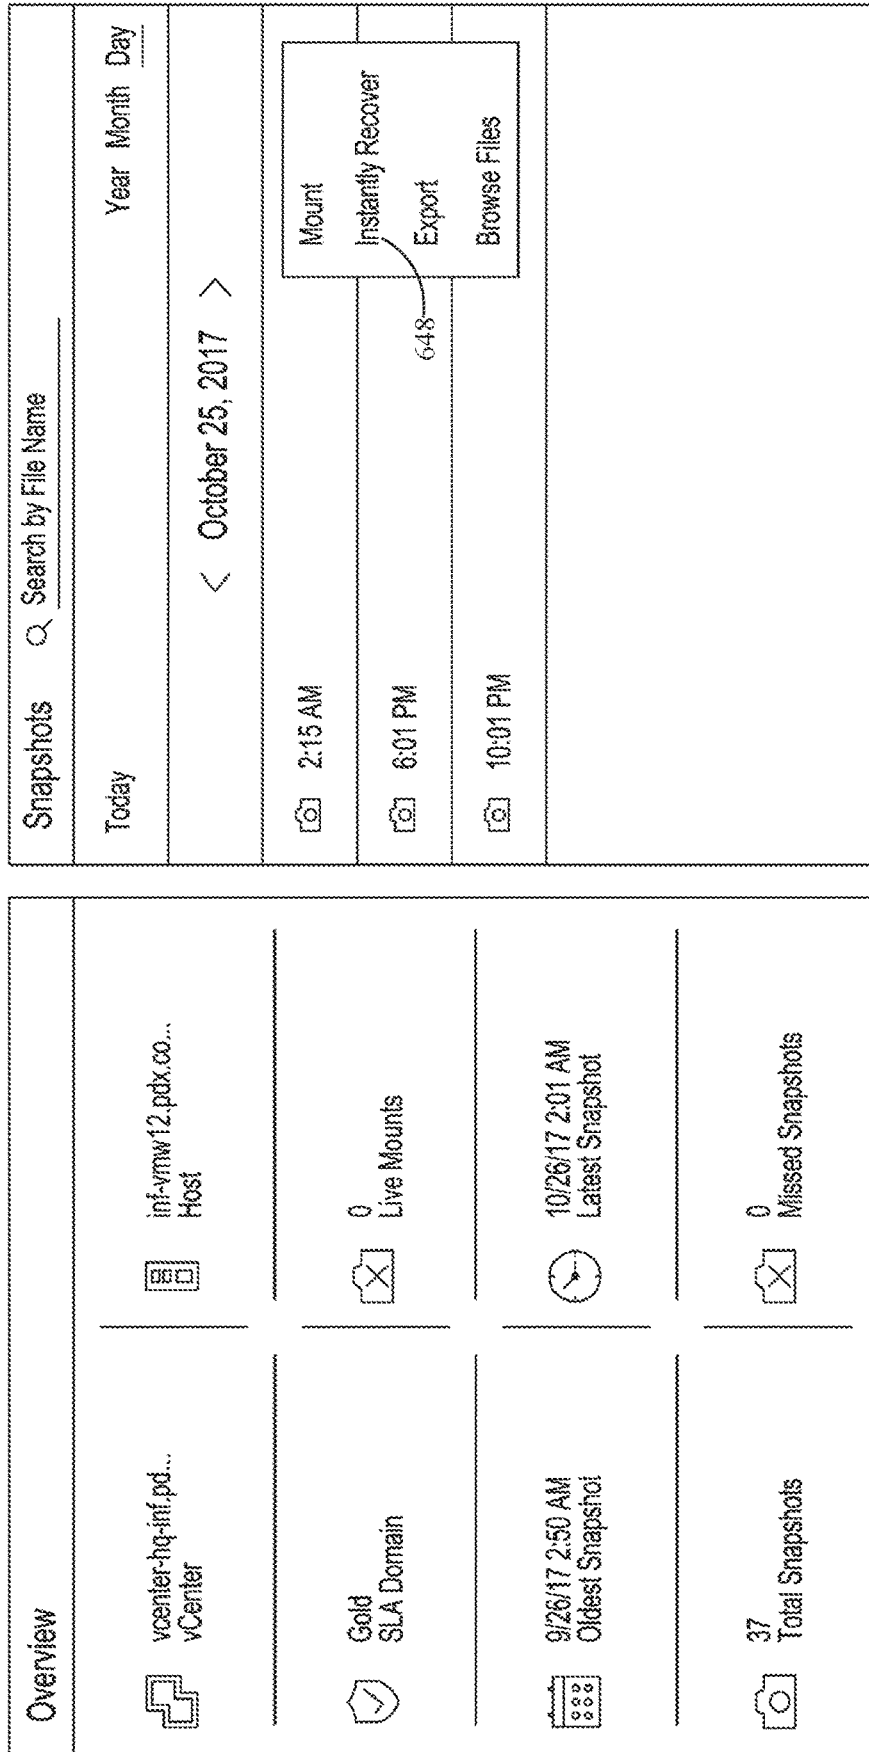 Overview
vcenter-hq-inf.pd...
vCenter
inf-vmw12.pdx.co...
Host
Gold
SLA Domain
0
Live Mounts
9/26/17 2:50 AM
Oldest Snapshot
10/26/17 2:01 AM
Latest Snapshot
37
Total Snapshots
0
Missed Snapshots
Snapshots
Search by File Name
Today
Year Month Day
< October 25, 2017 >
2:15 AM
6:01 PM
10:01 PM
Mount
Instantly Recover
Export
Browse Files
648